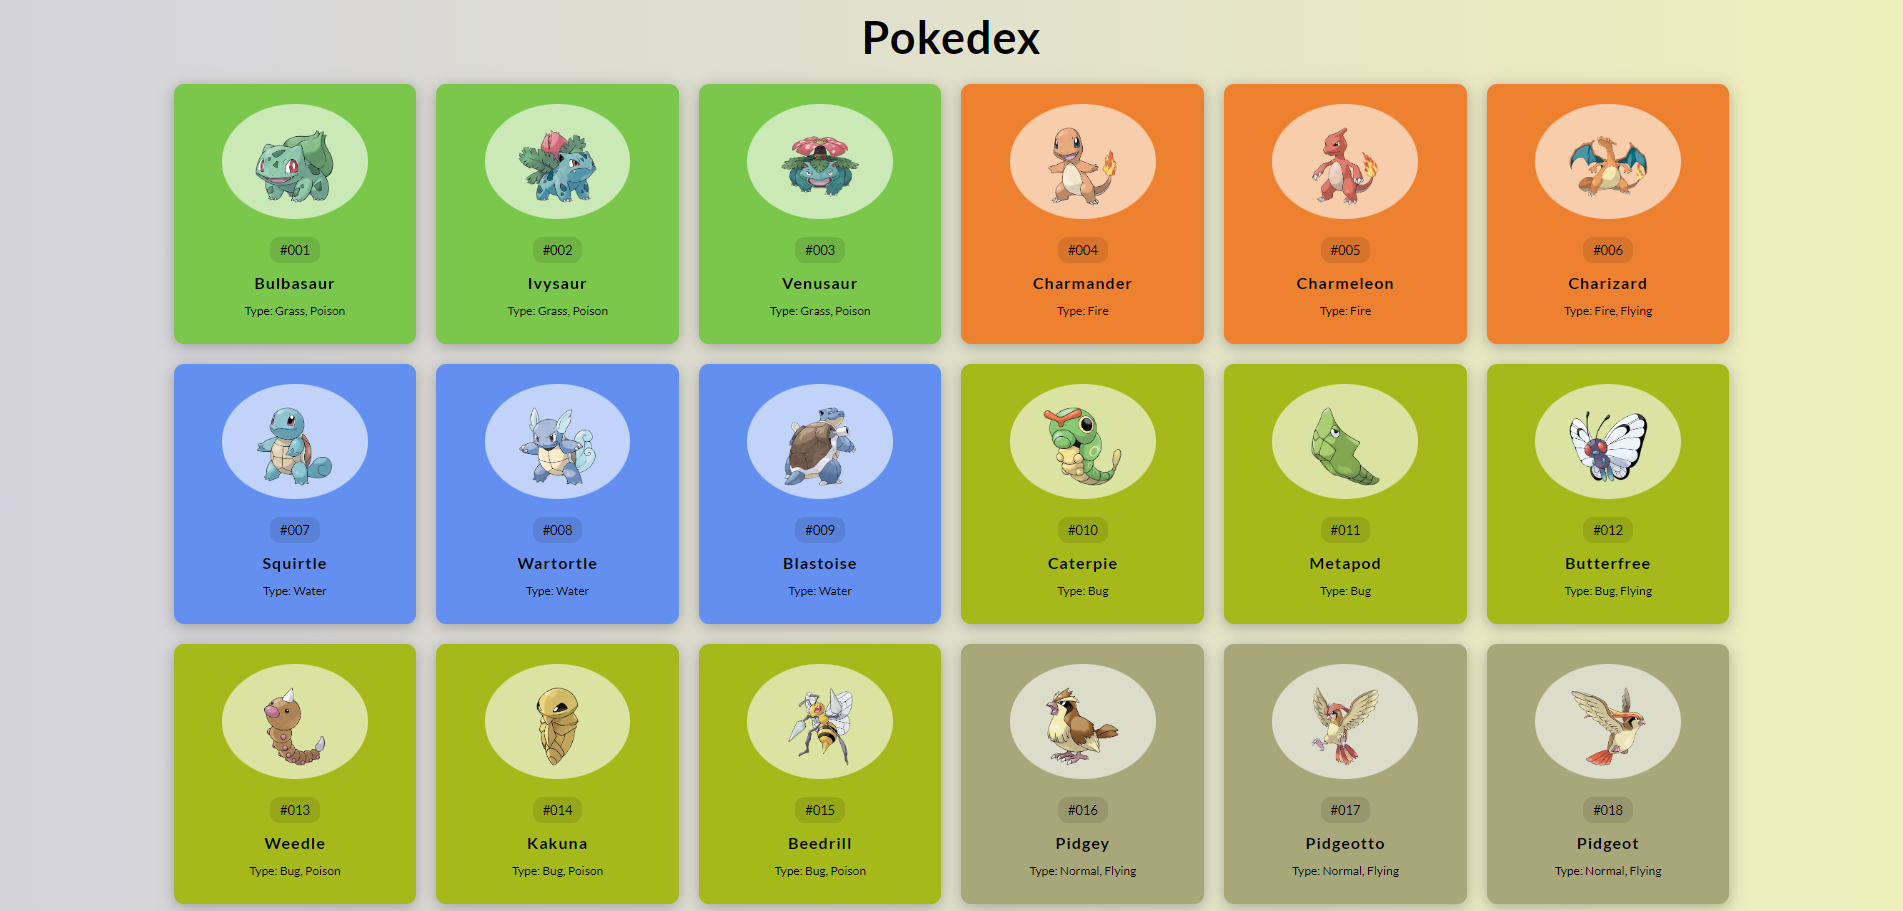 Pokedex
#001
Bulbasaur
Type: Grass, Poison
#002
Ivysaur
Type: Grass, Poison
#003
Venusaur
Type: Grass, Poison
#004
Charmander
Type: Fire
#005
Charmeleon
Type: Fire
#006
Charizard
Type: Fire, Flying
#007
Squirtle
Type: Water
#008
Wartortle
Type: Water
#009
Blastoise
Type: Water
#010
Caterpie
Type: Bug
#011
Metapod
Type: Bug
#012
Butterfree
Type: Bug, Flying
#013
Weedle
Type: Bug, Poison
#014
Kakuna
Type: Bug, Poison
#015
Beedrill
Type: Bug, Poison
#016
Pidgey
Type: Normal, Flying
#017
Pidgeotto
Type: Normal, Flying
#018
Pidgeot
Type: Normal, Flying